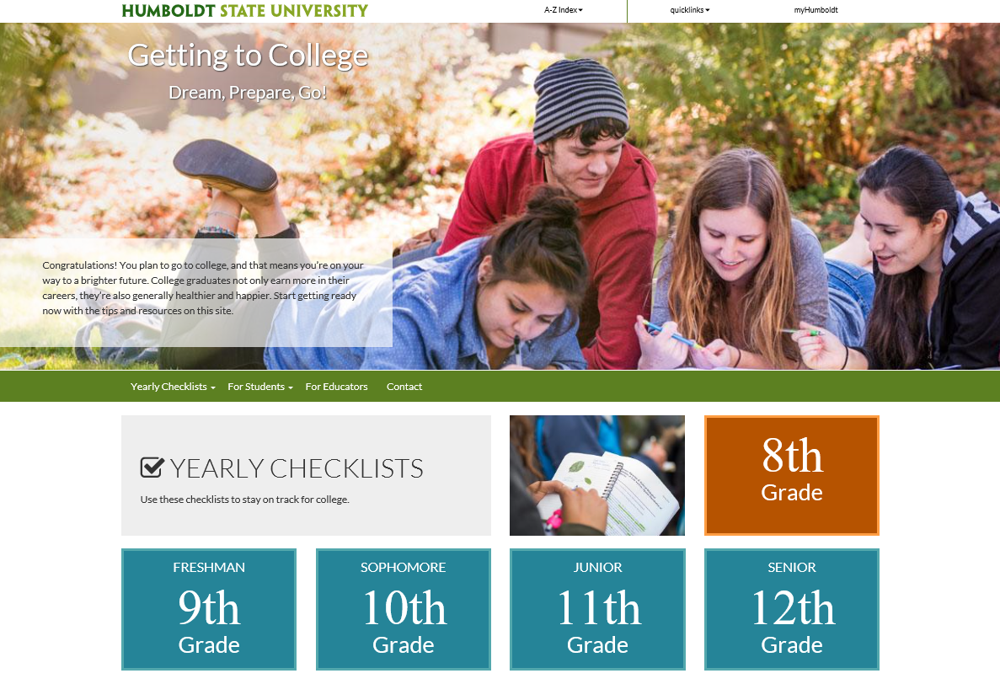 HUMBOLDT STATE UNIVERSITY
A-Z Index
quicklinks
myHumboldt
Getting to College
Dream, Prepare, Go!
Congratulations! You plan to go to college, and that means you're on your
way to a brighter future. College graduates not only earn more in their
careers, they're also generally healthier and happier. Start getting ready
now with the tips and resources on this site.
Yearly Checklists
For Students
For Educators
Contact
YEARLY CHECKLISTS
Use these checklists to stay on track for college.
8th
Grade
FRESHMAN
9th
Grade
SOPHOMORE
10th
Grade
JUNIOR
11th
Grade
SENIOR
12th
Grade